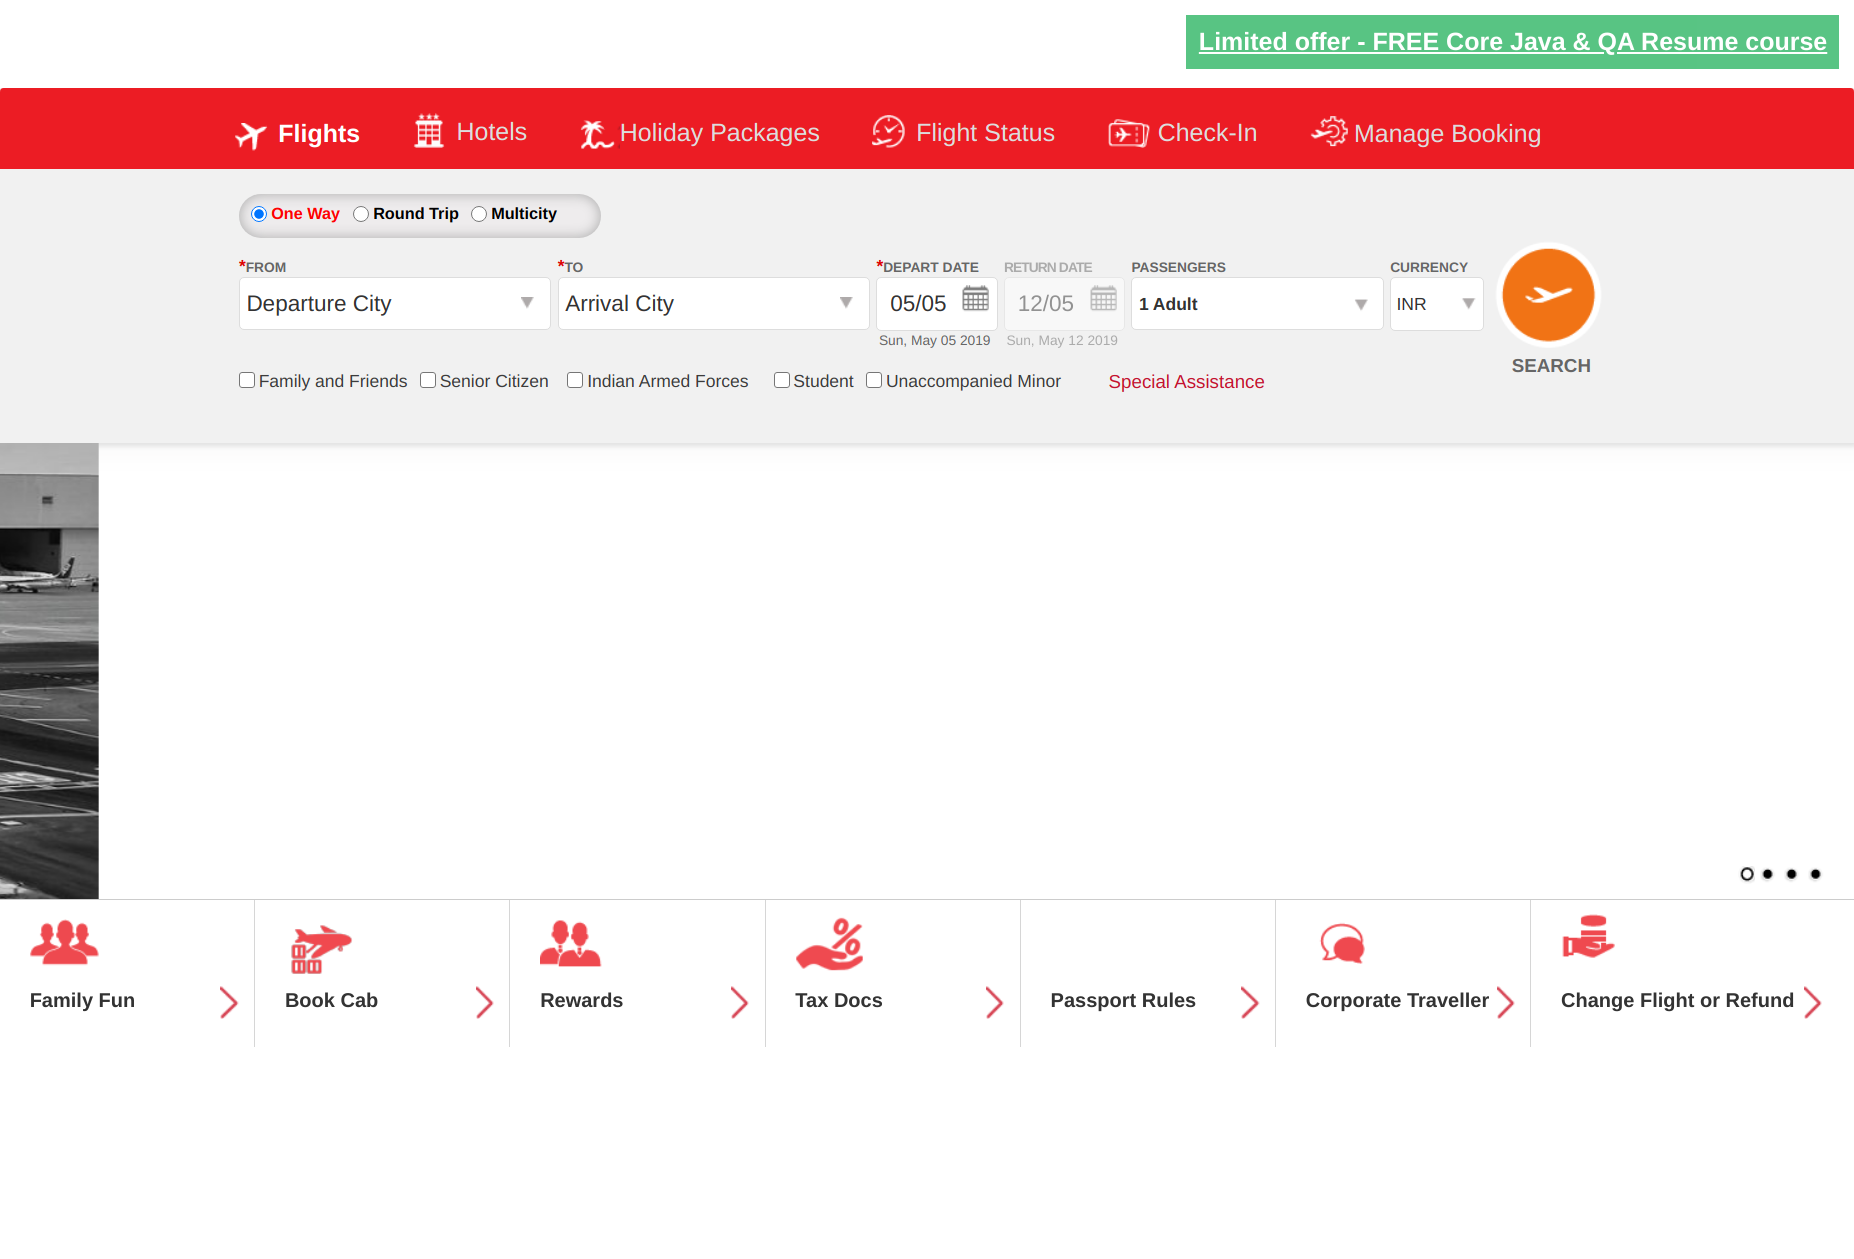 Limited offer - FREE Core Java & QA Resume course
Flights Hotels Holiday Packages Flight Status Check-In Manage Booking
One Way Round Trip Multicity
*FROM *TO *DEPART DATE RETURN DATE PASSENGERS CURRENCY
Departure City Arrival City 05/05 12/05 1 Adult INR
Sun, May 05 2019 Sun, May 12 2019
SEARCH
Family and Friends Senior Citizen Indian Armed Forces Student Unaccompanied Minor Special Assistance
Family Fun Book Cab Rewards Tax Docs Passport Rules Corporate Traveller Change Flight or Refund